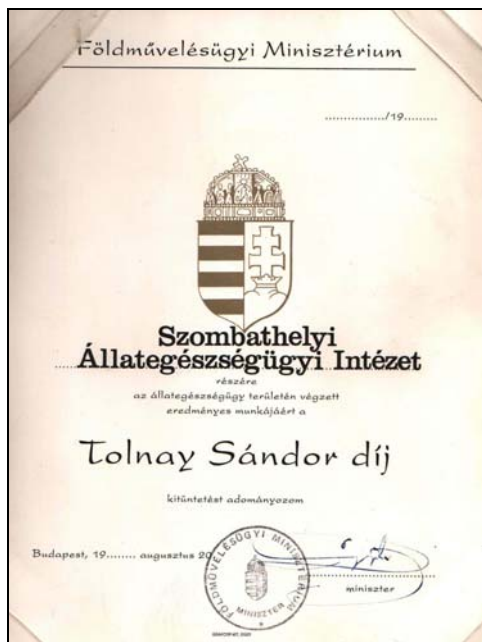 Földművelésügyi Minisztérium
................/19.........
Szombathelyi
Állategészségügyi Intézet
részére
az állategészségügy területén végzett
eredményes munkájáért a
Tolnay Sándor díj
kitüntetést adományozom
Budapest, 19........ augusztus 20.
miniszter
FÖLDMŰVELÉSÜGYI MINISZTÉRIUM
MINISZTER